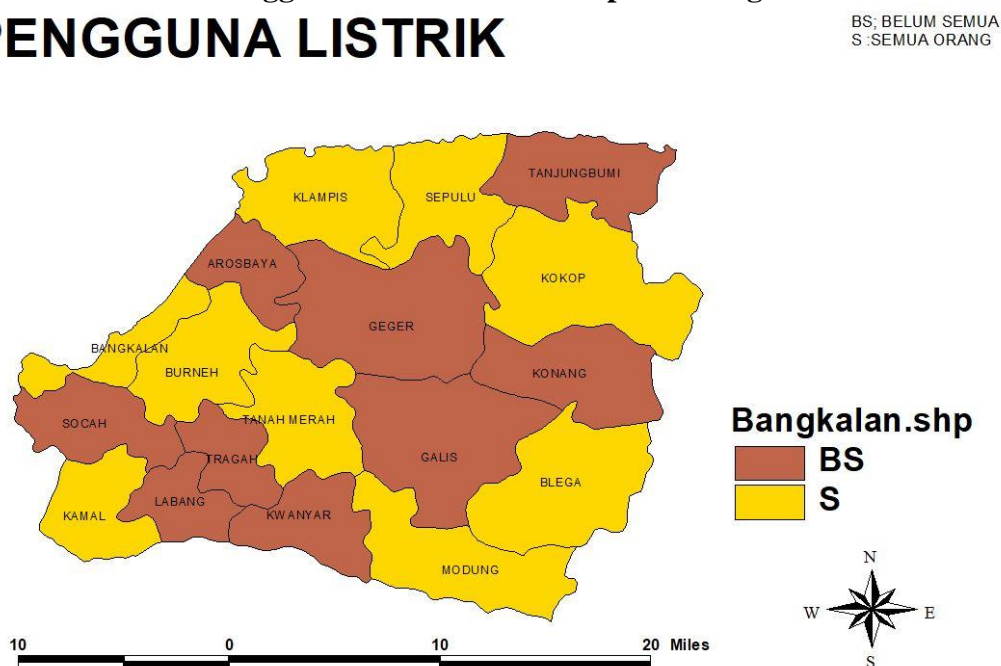 PENGGUNA LISTRIK
BS; BELUM SEMUA
S :SEMUA ORANG
TANJUNGBUMI
KLAMPIS
SEPULU
AROSBAYA
KOKOP
GEGER
BANGKALAN
BURNEH
KONANG
SOCAH
TANAH MERAH
TRAGAH
GALIS
BLEGA
LABANG
KAMAL
KWANYAR
MODUNG
Bangkalan.shp
BS
S
N
W
E
S
10 0 10 20 Miles